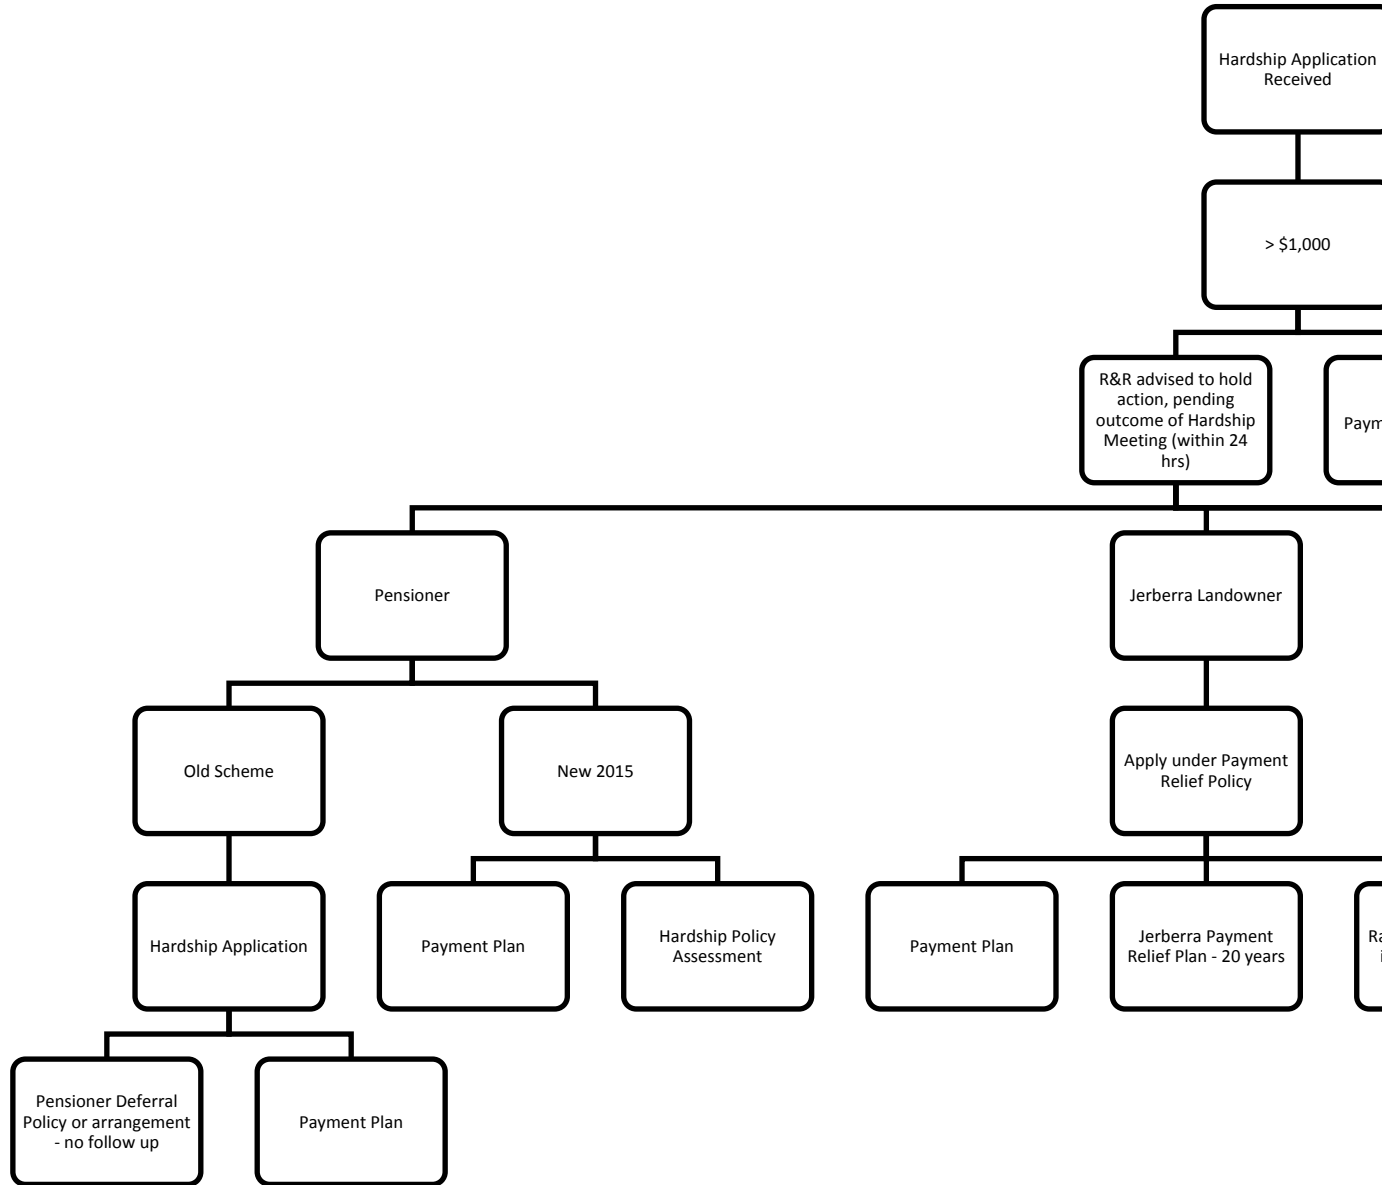 Hardship Application
Received
> $1,000
R&R advised to hold
action, pending
outcome of Hardship
Meeting (within 24
hrs)
Pensioner
Jerberra Landowner
Old Scheme
New 2015
Apply under Payment
Relief Policy
Hardship Application
Payment Plan
Hardship Policy
Assessment
Payment Plan
Jerberra Payment
Relief Plan - 20 years
Pensioner Deferral
Policy or arrangement
- no follow up
Payment Plan